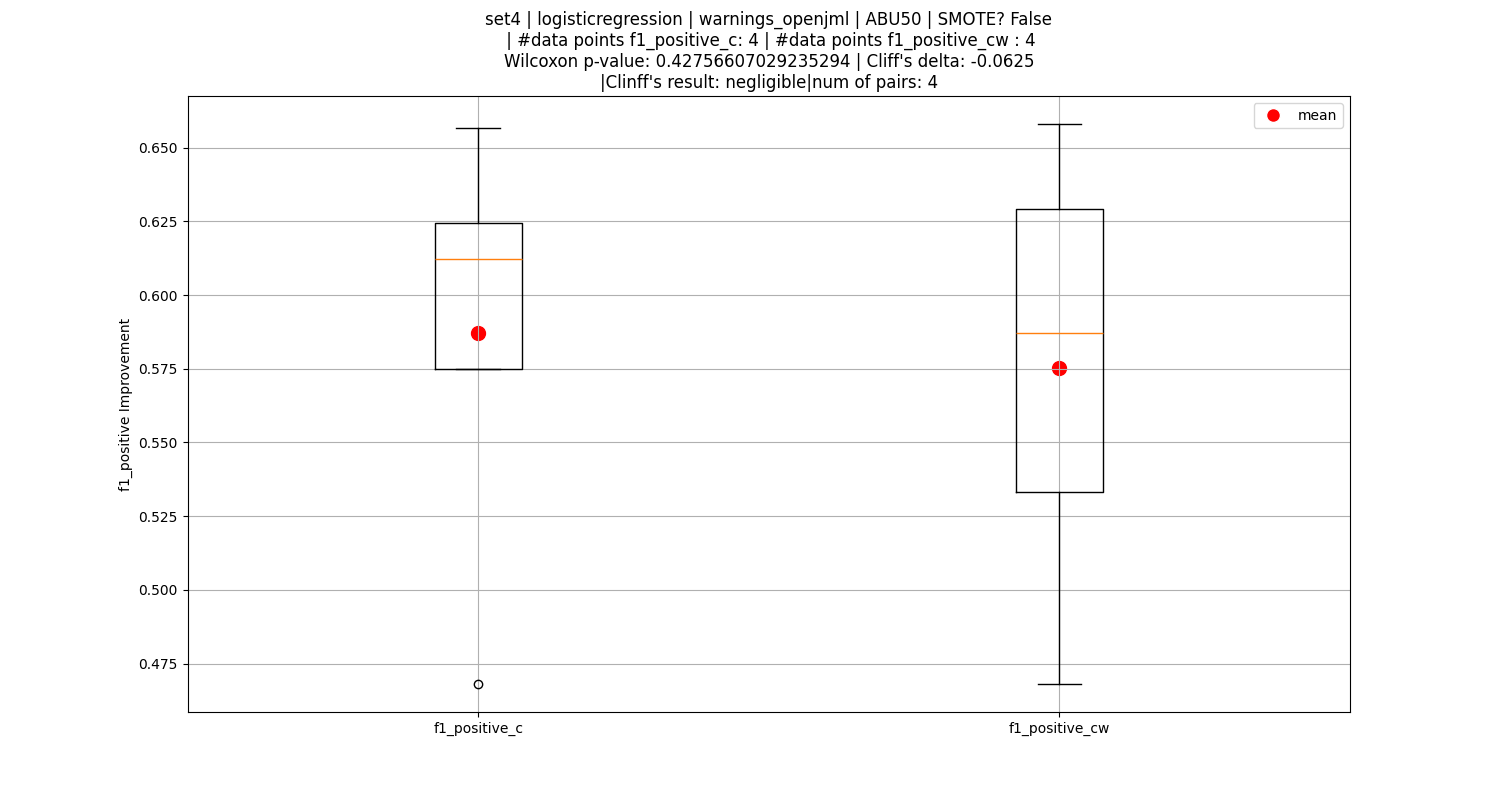 set4 | logisticregression | warnings_openjml | ABU50 | SMOTE? False
| #data points f1_positive_c: 4 | #data points f1_positive_cw : 4
Wilcoxon p-value: 0.42756607029235294 | Cliff's delta: -0.0625
|Clinff's result: negligible|num of pairs: 4
mean
0.650
0.625
0.600
0.575
0.550
0.525
0.500
0.475
f1_positive Improvement
f1_positive_c
f1_positive_cw